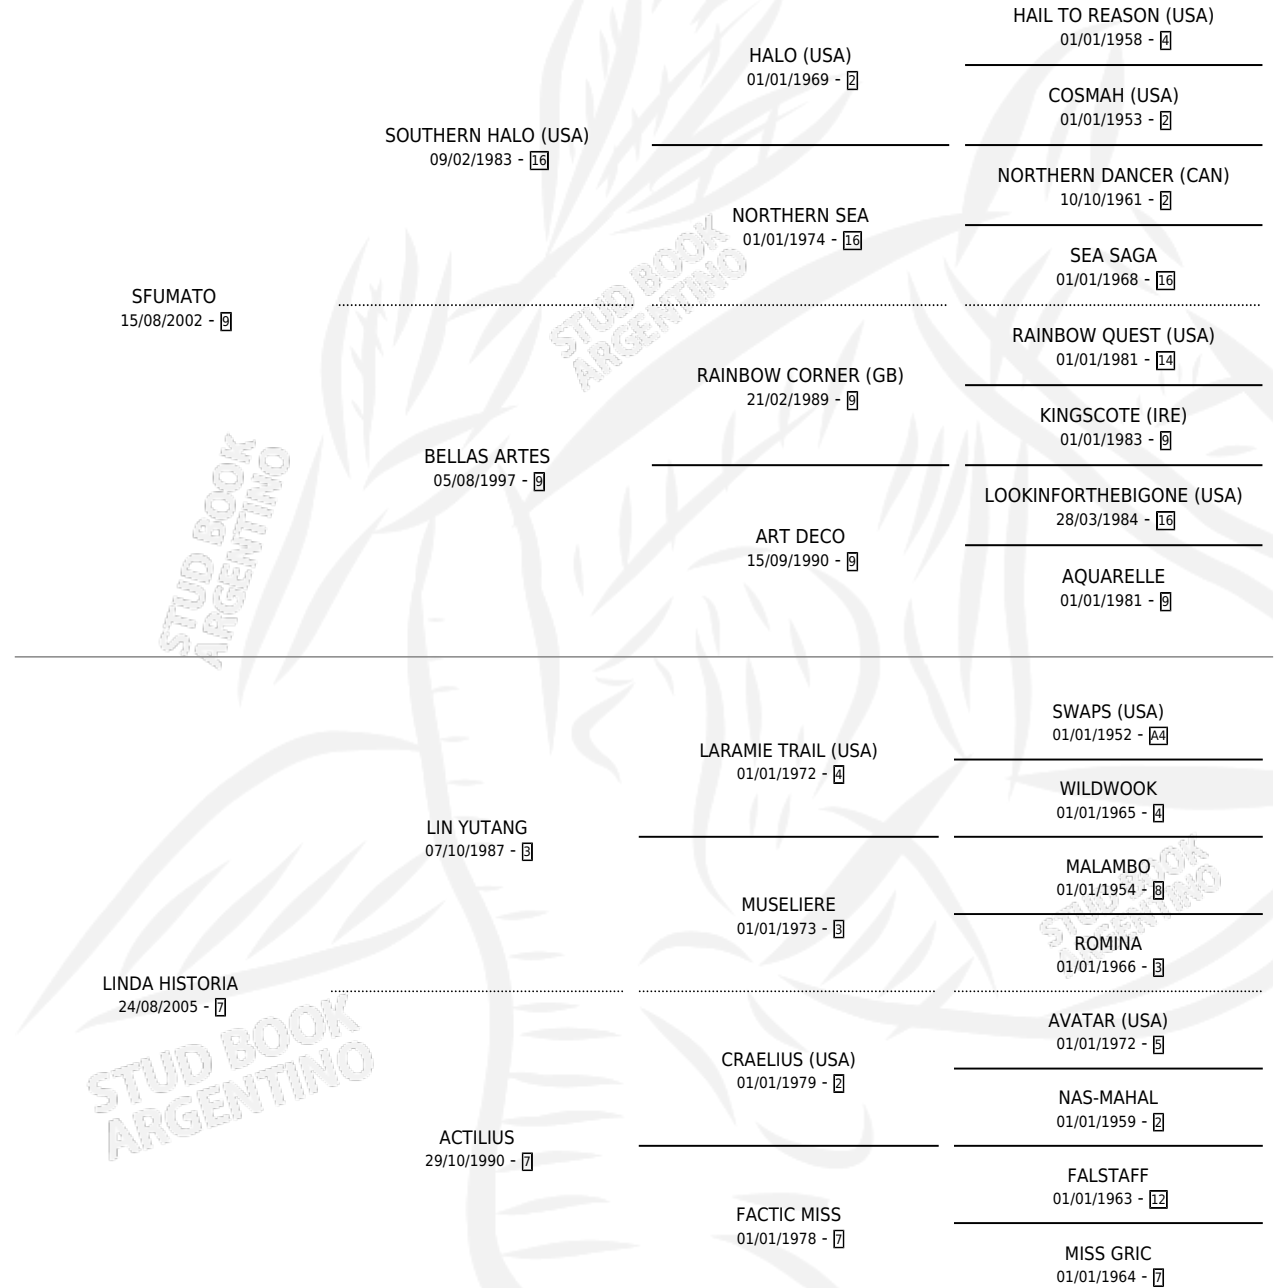 HAIL TO REASON (USA)
01/01/1958 - 4
HALO (USA)
01/01/1969 - 2
COSMAH (USA)
01/01/1953 - 2
SOUTHERN HALO (USA)
09/02/1983 - 16
NORTHERN DANCER (CAN)
10/10/1961 - 2
NORTHERN SEA
01/01/1974 - 16
SEA SAGA
01/01/1968 - 16
SFUMATO
15/08/2002 - 9
STUD BOOK
ARGENTINO
RAINBOW QUEST (USA)
01/01/1981 - 14
RAINBOW CORNER (GB)
21/02/1989 - 9
KINGSCOTE (IRE)
01/01/1983 - 9
BELLAS ARTES
05/08/1997 - 9
LOOKINFORTHEBIGONE (USA)
28/03/1984 - 16
ART DECO
15/09/1990 - 9
AQUARELLE
01/01/1981 - 9
STUD BOOK
ARGENTINO
SWAPS (USA)
01/01/1952 - A4
LARAMIE TRAIL (USA)
01/01/1972 - 4
WILDWOOK
01/01/1965 - 4
LIN YUTANG
07/10/1987 - 3
MALAMBO
01/01/1954 - 8
MUSELIERE
01/01/1973 - 3
STUD BOOK
ARGENTINO
ROMINA
01/01/1966 - 3
LINDA HISTORIA
24/08/2005 - 7
AVATAR (USA)
01/01/1972 - 5
STUD BOOK
ARGENTINO
CRAELIUS (USA)
01/01/1979 - 2
NAS-MAHAL
01/01/1959 - 2
ACTILIUS
29/10/1990 - 7
FALSTAFF
01/01/1963 - 12
FACTIC MISS
01/01/1978 - 7
MISS GRIC
01/01/1964 - 7